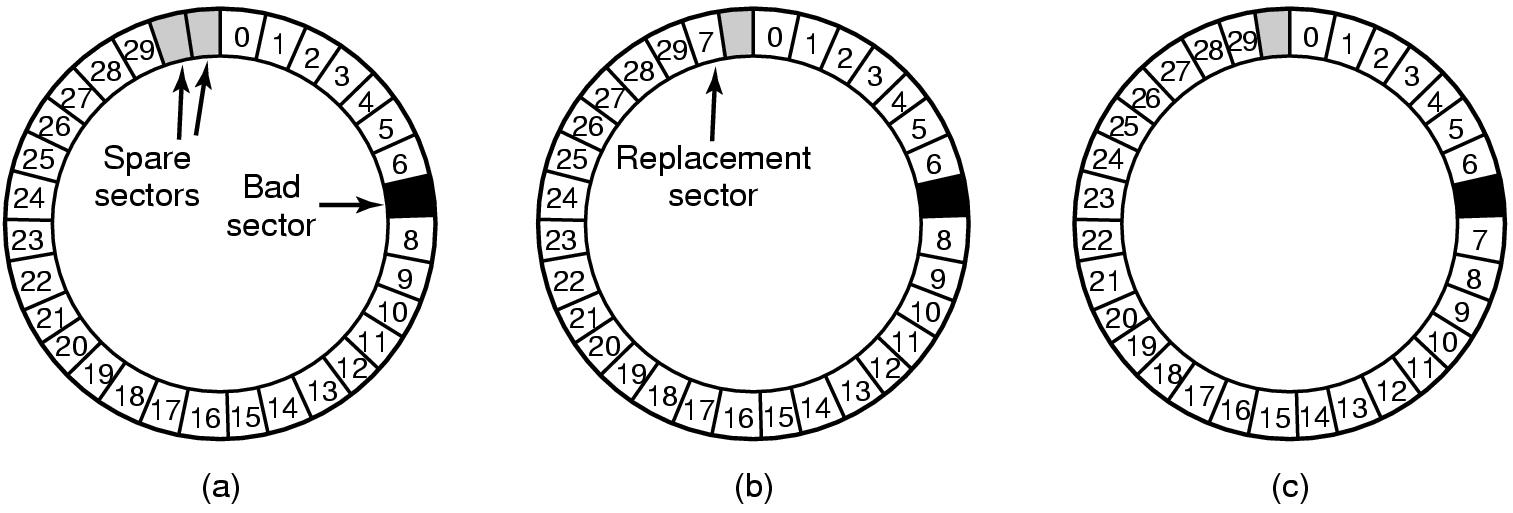 0 1 2 3 4 5 6 8 9 10 11 12 13 14 15 16 17 18 19 20 21 22 23 24 25 26 27 28 29
Spare
sectors
Bad
sector
(a)
0 1 2 3 4 5 6 8 9 10 11 12 13 14 15 16 17 18 19 20 21 22 23 24 25 26 27 28 29 7
Replacement
sector
(b)
0 1 2 3 4 5 6 7 8 9 10 11 12 13 14 15 16 17 18 19 20 21 22 23 24 25 26 27 28 29
(c)